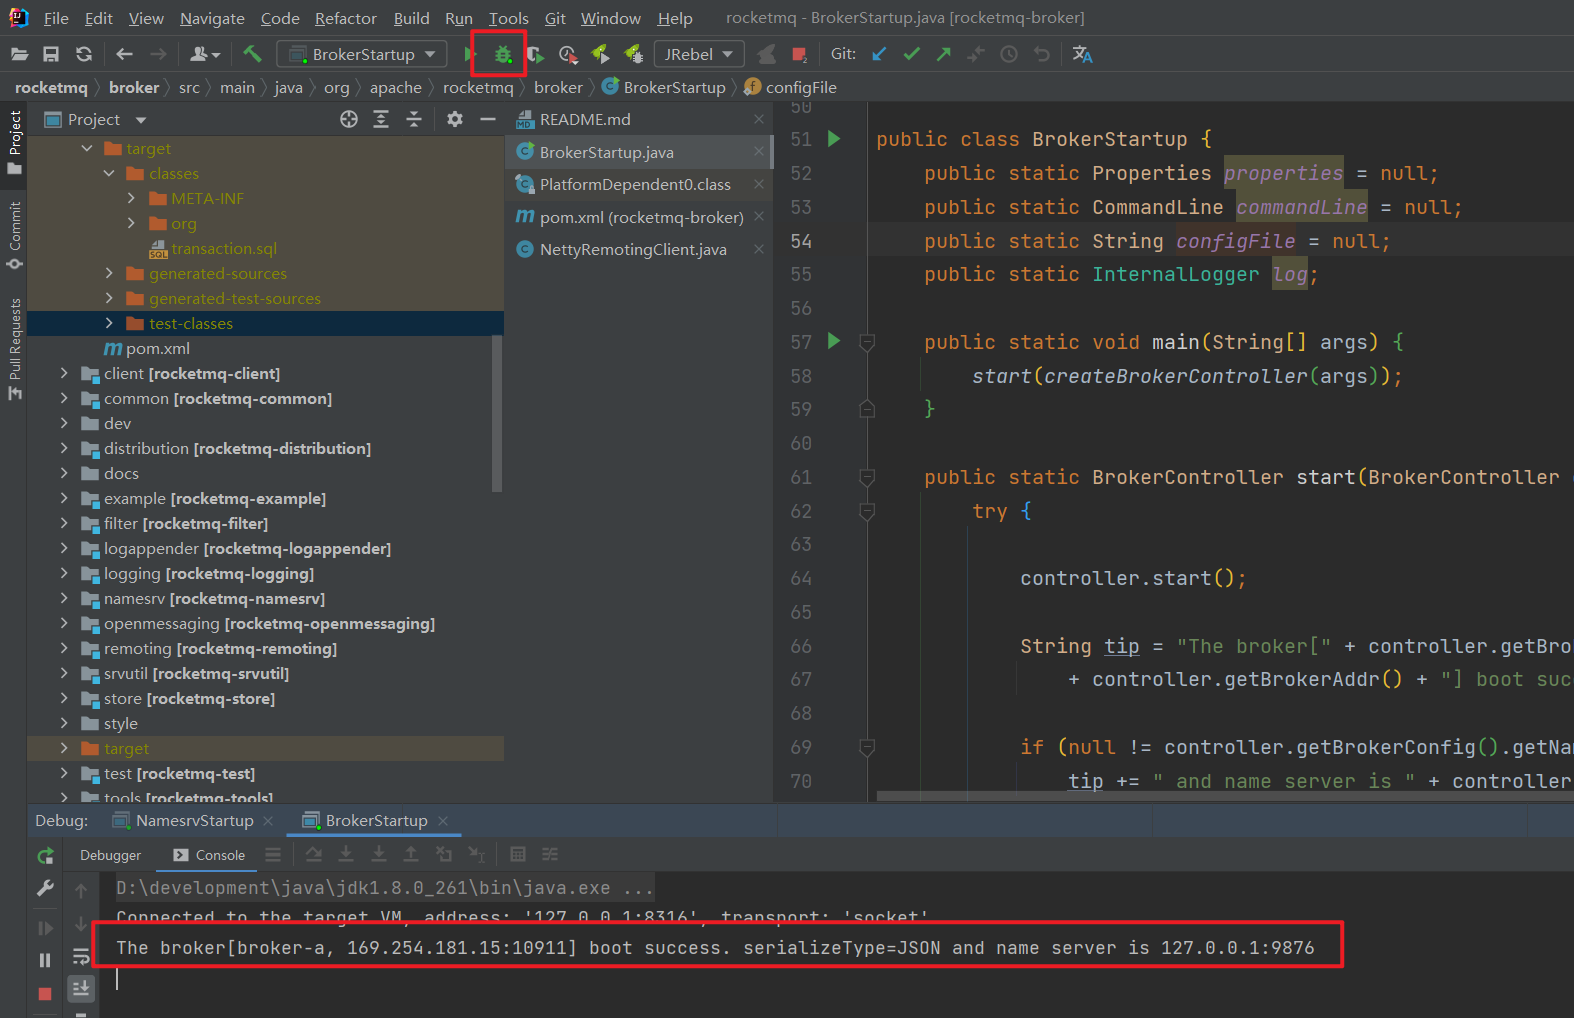 File Edit View Navigate Code Refactor Build Run Tools Git Window Help rocketmq - BrokerStartup.java [rocketmq-broker]
BrokerStartup JRebel Git:
rocketmq broker src main java org apache rocketmq broker BrokerStartup configFile
Project
Commit
Pull Requests
Project
target
classes
META-INF
org
transaction.sql
generated-sources
generated-test-sources
test-classes
pom.xml
client [rocketmq-client]
common [rocketmq-common]
dev
distribution [rocketmq-distribution]
docs
example [rocketmq-example]
filter [rocketmq-filter]
logappender [rocketmq-logappender]
logging [rocketmq-logging]
namesrv [rocketmq-namesrv]
openmessaging [rocketmq-openmessaging]
remoting [rocketmq-remoting]
srvutil [rocketmq-srvutil]
store [rocketmq-store]
style
target
test [rocketmq-test]
tools [rocketmq-tools]
README.md
BrokerStartup.java
PlatformDependent0.class
pom.xml (rocketmq-broker)
NettyRemotingClient.java
50
51 public class BrokerStartup {
52 public static Properties properties = null;
53 public static CommandLine commandLine = null;
54 public static String configFile = null;
55 public static InternalLogger log;
56
57 public static void main(String[] args) {
58 start(createBrokerController(args));
59 }
60
61 public static BrokerController start(BrokerController
62 try {
63
64 controller.start();
65
66 String tip = "The broker[" + controller.getBro
67 + controller.getBrokerAddr() + "] boot suc
68
69 if (null != controller.getBrokerConfig().getNa
70 tip += " and name server is " + controller
Debug: NamesrvStartup BrokerStartup
Debugger Console
D:\development\java\jdk1.8.0_261\bin\java.exe ...
Connected to the target VM, address: '127.0.0.1:8316', transport: 'socket'
The broker[broker-a, 169.254.181.15:10911] boot success. serializeType=JSON and name server is 127.0.0.1:9876